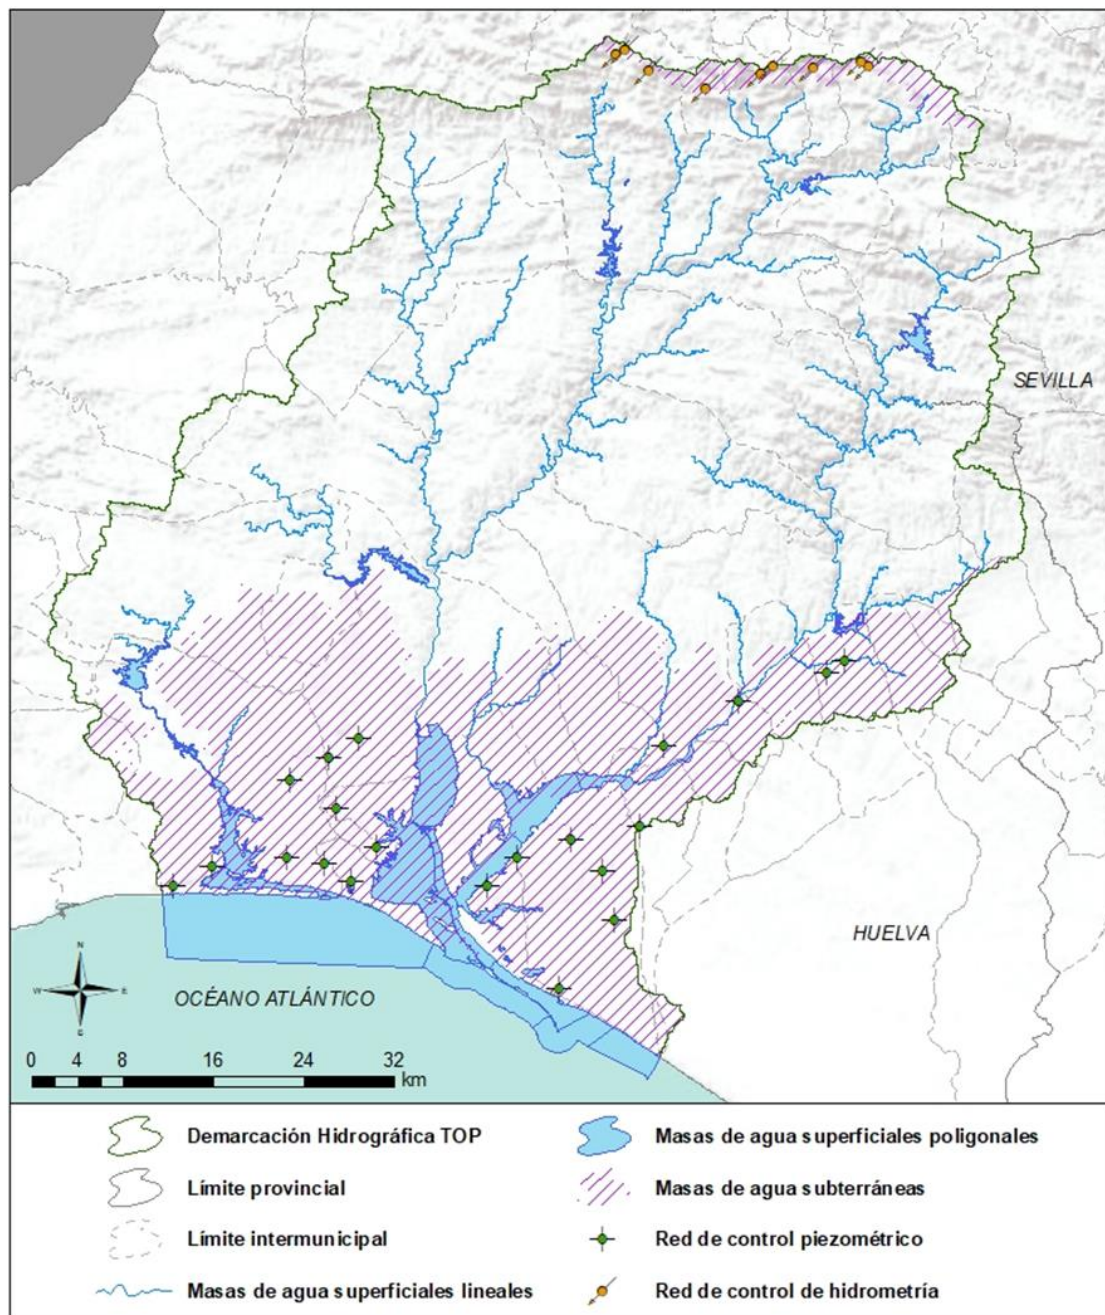 SEVILLA
HUELVA
N
W E
S
OCÉANO ATLÁNTICO
0 4 8 16 24 32
km
Demarcación Hidrográfica TOP
Masas de agua superficiales poligonales
Límite provincial
Masas de agua subterráneas
Límite intermunicipal
Red de control piezométrico
Masas de agua superficiales lineales
Red de control de hidrometría